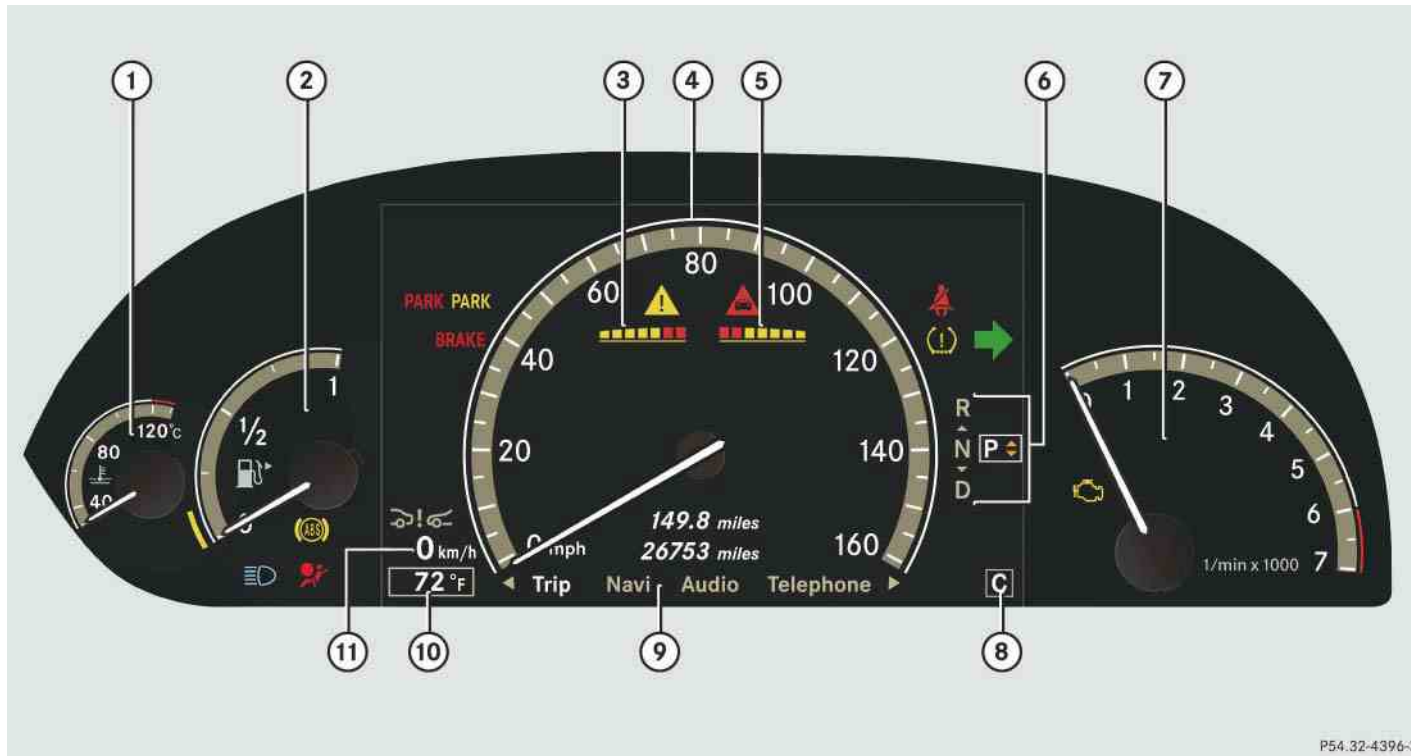 1 2 3 4 5 6 7
80
60 100
PARK PARK
BRAKE
40 120
1
0 1 2 3 4 5 6 7
120°C
80
40
1/2
0
20 140
R
N P
D
ABS
149.8 miles
0 mph 26753 miles 160
1/min x 1000
0 km/h
72 °F
Trip Navi Audio Telephone
C
11 10 9 8
P54.32-4396-